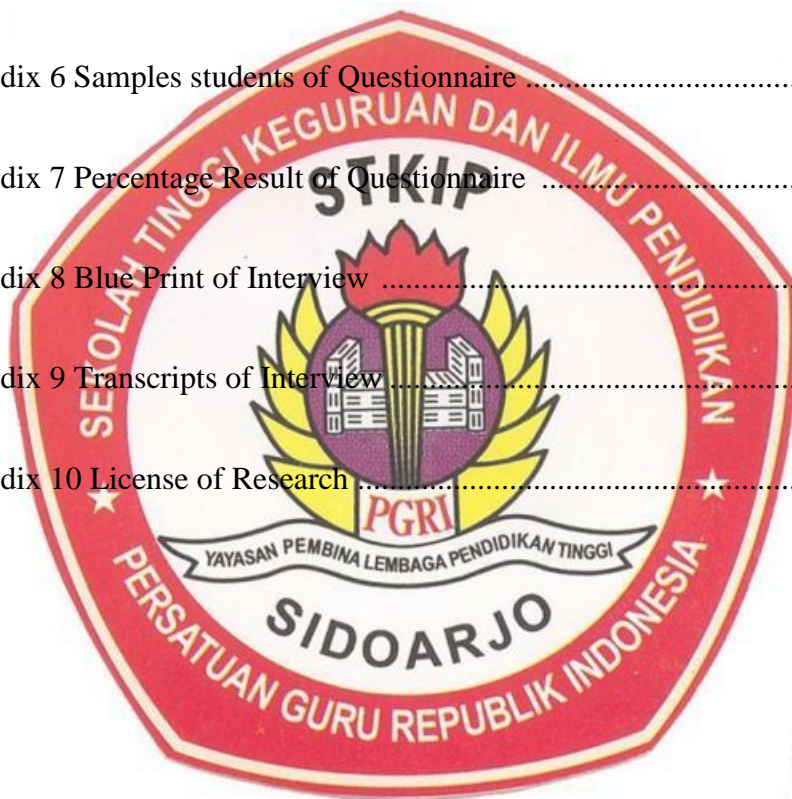 dix 6 Samples students of Questionnaire ..................................
dix 7 Percentage Result of Questionnaire ................................
dix 8 Blue Print of Interview ....................................................
dix 9 Transcripts of Interview ...................................................
dix 10 License of Research ......................................................
SEKOLAH TINGGI KEGURUAN DAN ILMU PENDIDIKAN
STKIP
PGRI
YAYASAN PEMBINA LEMBAGA PENDIDIKAN TINGGI
SIDOARJO
PERSATUAN GURU REPUBLIK INDONESIA